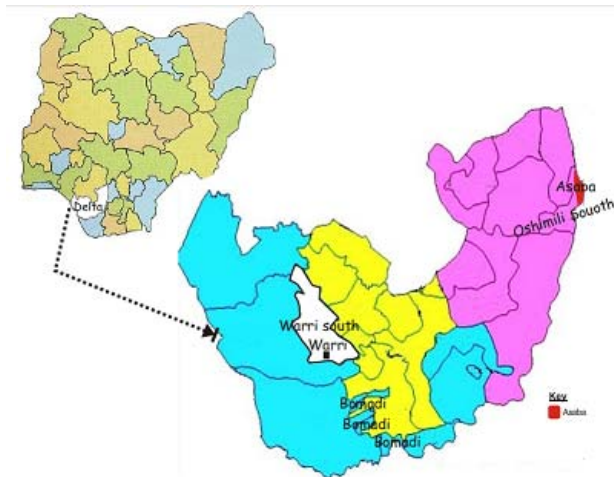 Delta
Asaba
Oshimili Souoth
Warri south
Warri
Bomadi
Bomadi
Bomadi
Key
Asaba